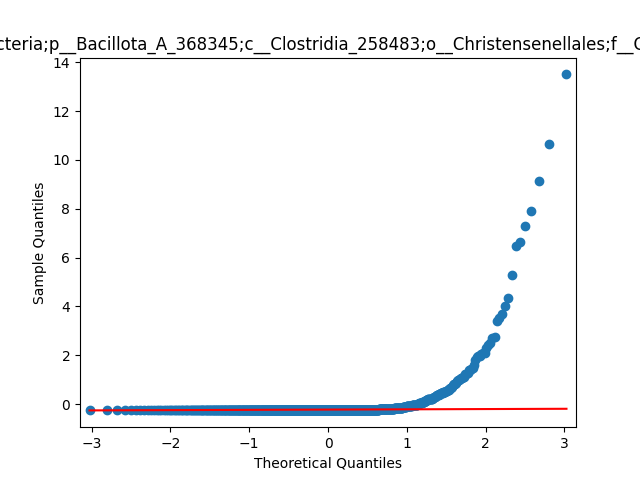 cteria;p__Bacillota_A_368345;c__Clostridia_258483;o__Christensenellales;f__C
14
12
10
8
6
4
2
0
Sample Quantiles
−3 −2 −1 0 1 2 3
Theoretical Quantiles